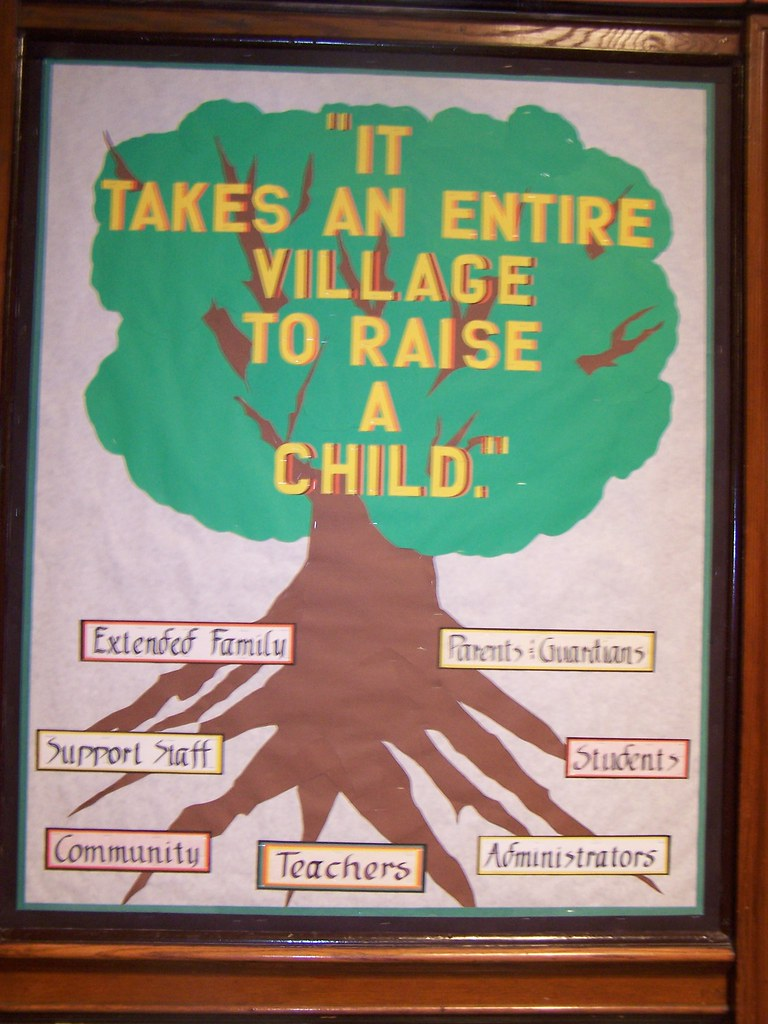 "IT
TAKES AN ENTIRE
VILLAGE
TO RAISE
A
CHILD."
Extended Family
Parents & Guardians
Support Staff
Students
Community
Teachers
Administrators